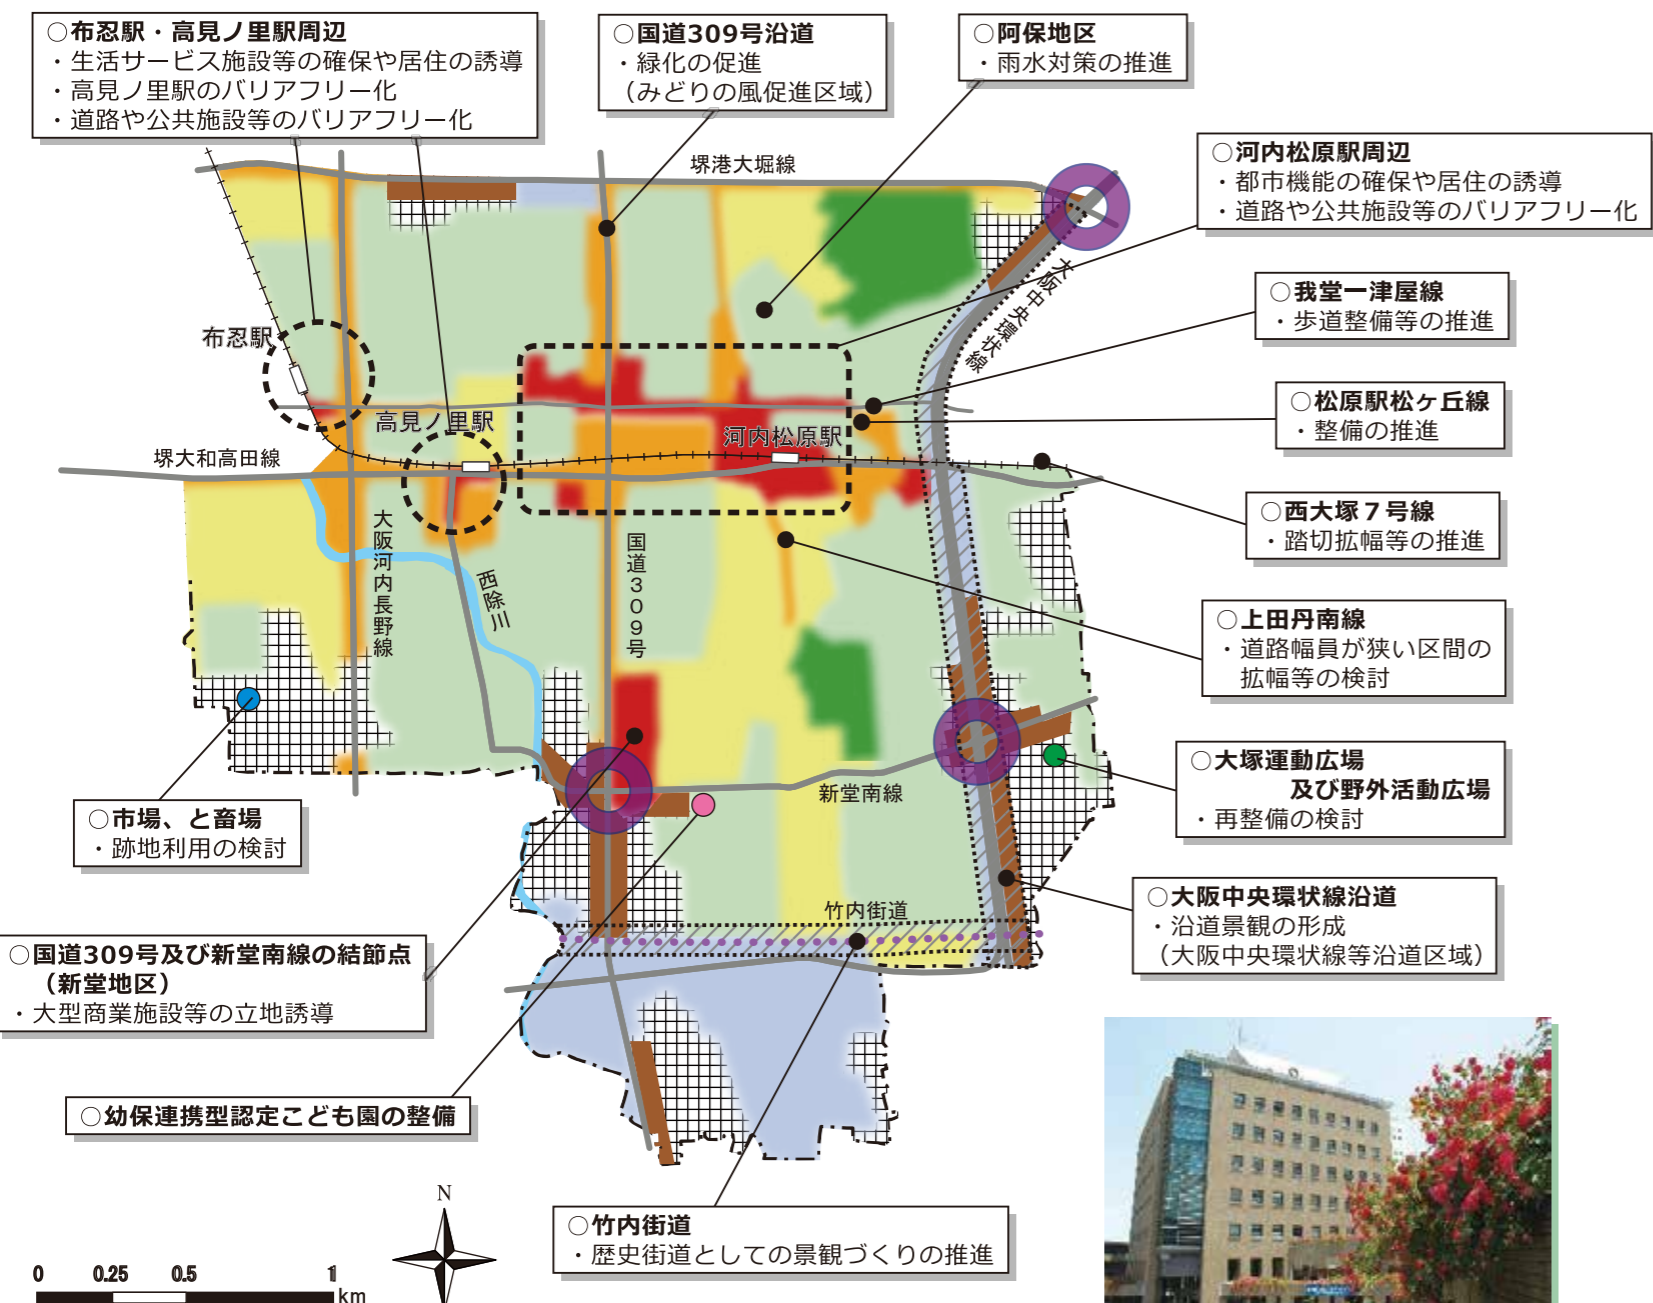 ○布忍駅・高見ノ里駅周辺
・生活サービス施設等の確保や居住の誘導
・高見ノ里駅のバリアフリー化
・道路や公共施設等のバリアフリー化
○国道309号沿道
・緑化の促進
（みどりの風促進区域）
○阿保地区
・雨水対策の推進
○河内松原駅周辺
・都市機能の確保や居住の誘導
・道路や公共施設等のバリアフリー化
○我堂一津屋線
・歩道整備等の推進
○松原駅松ヶ丘線
・整備の推進
○西大塚７号線
・踏切拡幅等の推進
○上田丹南線
・道路幅員が狭い区間の
拡幅等の検討
○大塚運動広場
及び野外活動広場
・再整備の検討
○大阪中央環状線沿道
・沿道景観の形成
（大阪中央環状線等沿道区域）
堺港大堀線
大阪中央環状線
布忍駅
高見ノ里駅
河内松原駅
堺大和高田線
大阪河内長野線
西除川
国道３０９号
新堂南線
竹内街道
○市場、と畜場
・跡地利用の検討
○国道309号及び新堂南線の結節点
（新堂地区）
・大型商業施設等の立地誘導
○幼保連携型認定こども園の整備
○竹内街道
・歴史街道としての景観づくりの推進
N
0 0.25 0.5 1
km